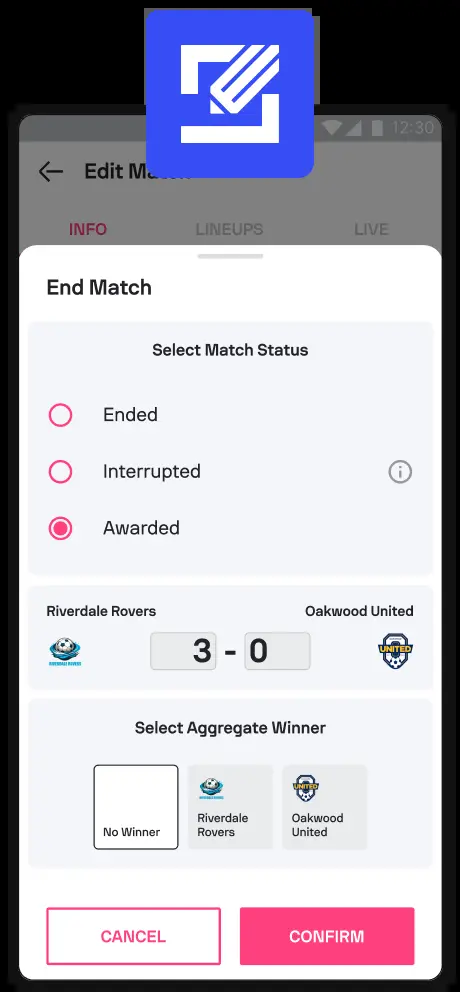 12:30
Edit Match
INFO LINEUPS LIVE
End Match
Select Match Status
Ended
Interrupted
Awarded
Riverdale Rovers Oakwood United
RIVERDALE ROVERS 3 - 0 UNITED
Select Aggregate Winner
UNITED
No Winner Riverdale Rovers Oakwood United
CANCEL CONFIRM